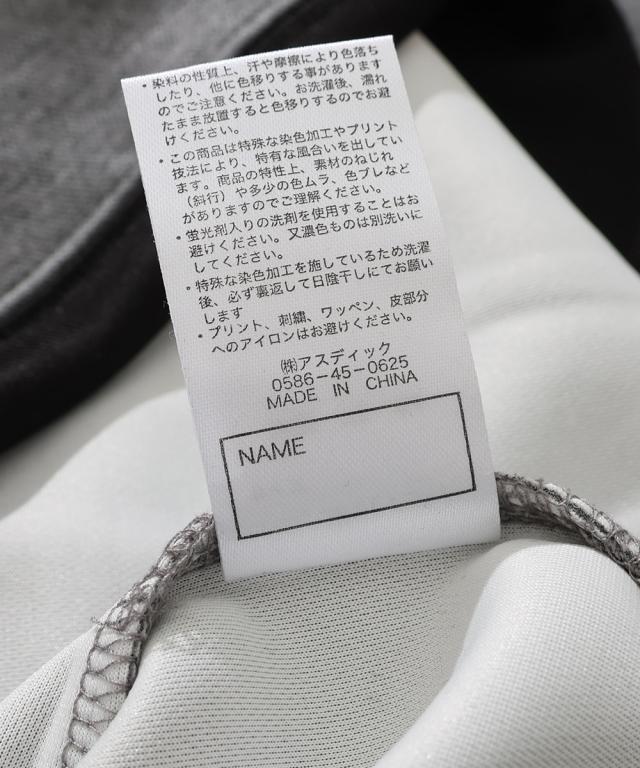 ・染料の性質上、汗や摩擦により色落ち
したり、他に色移りする事があります
のでご注意ください。お洗濯後、濡れ
たまま放置すると色移りするのでお避
けください。
・この商品は特殊な染色加工やプリント
技法により、特有な風合いを出してい
ます。商品の特性上、素材のねじれ
（斜行）や多少の色ムラ、色ブレなど
がありますのでご理解ください。
・蛍光剤入りの洗剤を使用することはお
避けください。又濃色ものは別洗いに
してください。
・特殊な染色加工を施しているため洗濯
後、必ず裏返して日陰干しにてお願い
します
・プリント、刺繍、ワッペン、皮部分
へのアイロンはお避けください。
㈱アスディック
0586-45-0625
MADE IN CHINA
NAME